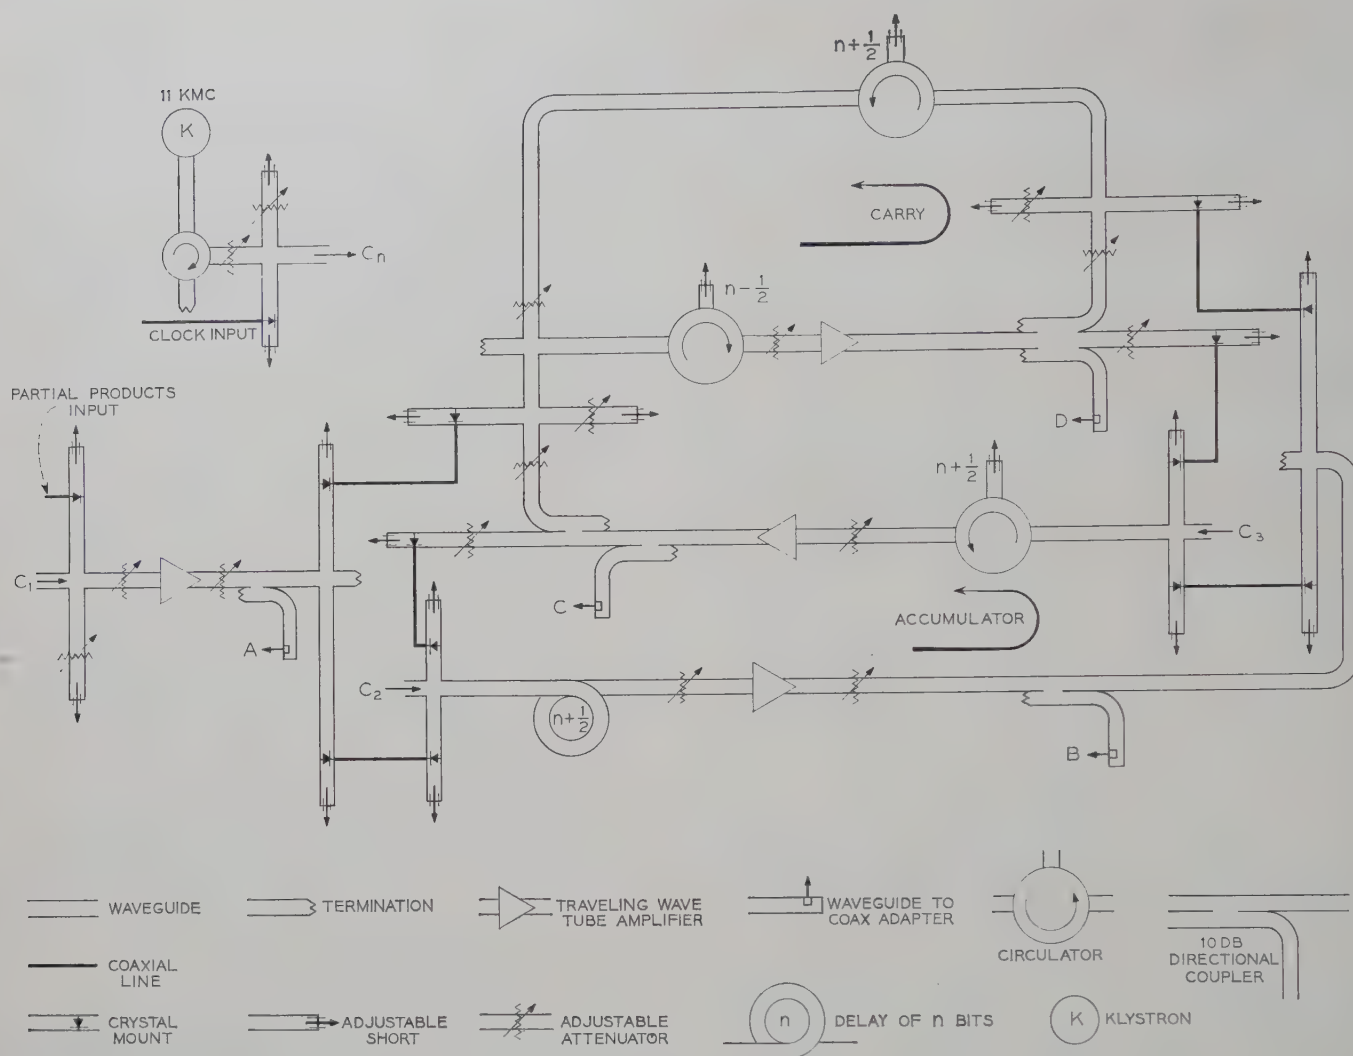 11 KMC
K
Cn
CLOCK INPUT
PARTIAL PRODUCTS
INPUT
C1
A
n+1/2
CARRY
n-1/2
D
n+1/2
C3
C
ACCUMULATOR
C2
n+1/2
B
WAVEGUIDE
TERMINATION
TRAVELING WAVE
TUBE AMPLIFIER
WAVEGUIDE TO
COAX ADAPTER
CIRCULATOR
10 DB
DIRECTIONAL
COUPLER
COAXIAL
LINE
CRYSTAL
MOUNT
ADJUSTABLE
SHORT
ADJUSTABLE
ATTENUATOR
n
DELAY OF n BITS
K
KLYSTRON